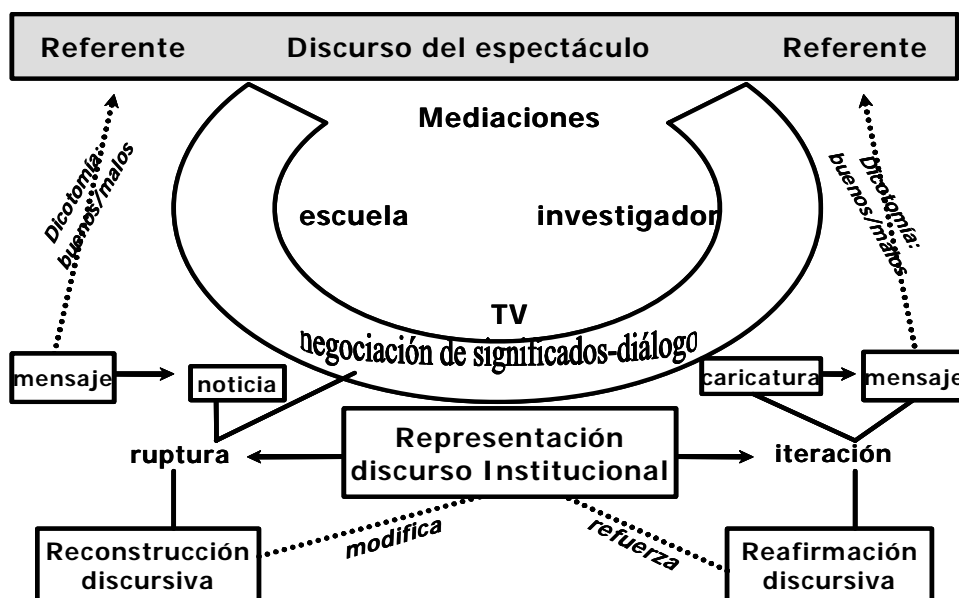 Referente Discurso del espectáculo Referente
Mediaciones
Dicotomía:
buenos/malos
Dicotomía:
buenos/malos
escuela investigador
TV
negociación de significados-diálogo
mensaje noticia caricatura mensaje
ruptura Representación
discurso Institucional iteración
modifica refuerza
Reconstrucción
discursiva
Reafirmación
discursiva